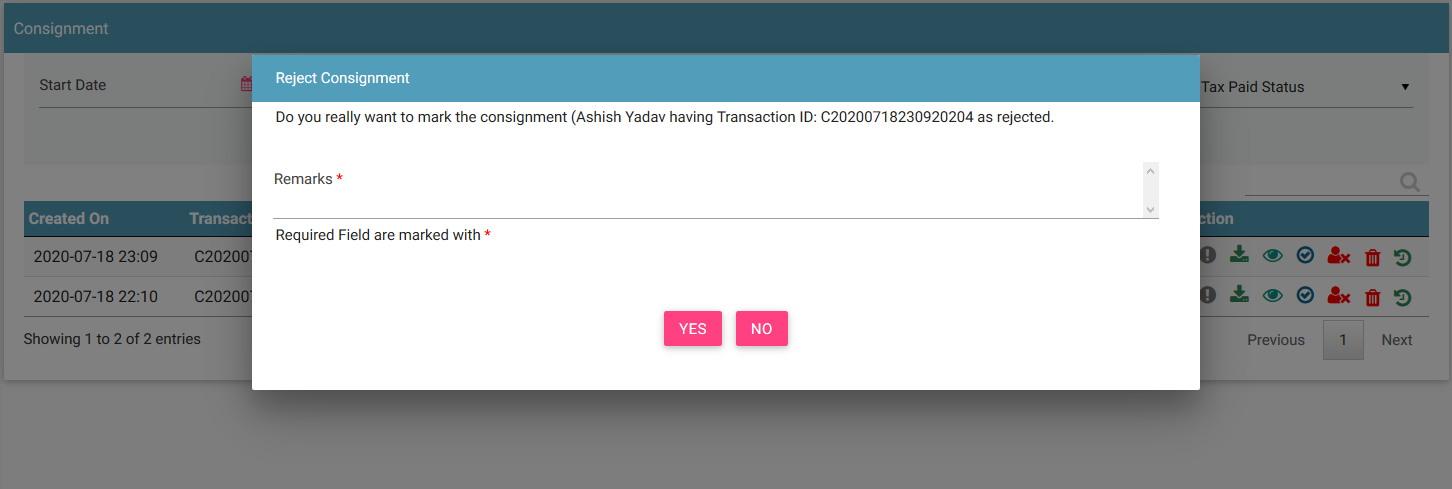 Consignment
Reject Consignment
Start Date
Tax Paid Status
Do you really want to mark the consignment (Ashish Yadav having Transaction ID: C20200718230920204 as rejected.
Remarks *
Created On Transact ction
Required Field are marked with *
2020-07-18 23:09 C20200
2020-07-18 22:10 C20200
YES NO
Showing 1 to 2 of 2 entries Previous 1 Next